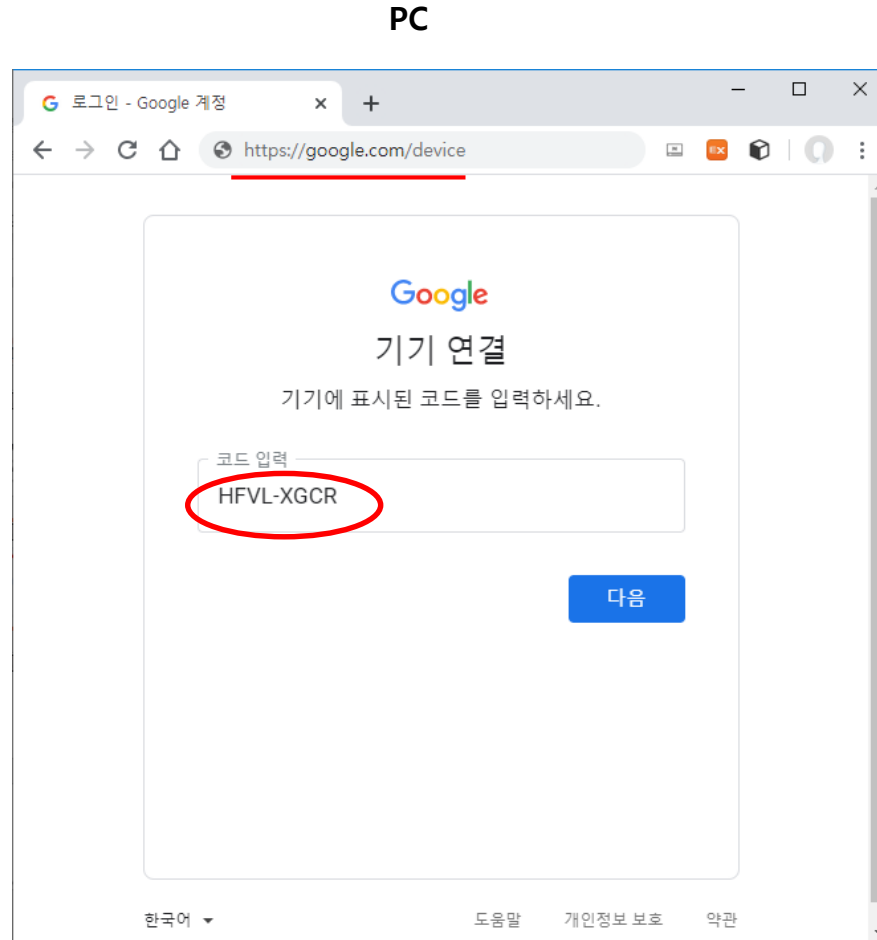 PC
로그인 - Google 계정
https://google.com/device
Google
기기 연결
기기에 표시된 코드를 입력하세요.
코드 입력
HFVL-XGCR
다음
한국어 도움말 개인정보 보호 약관